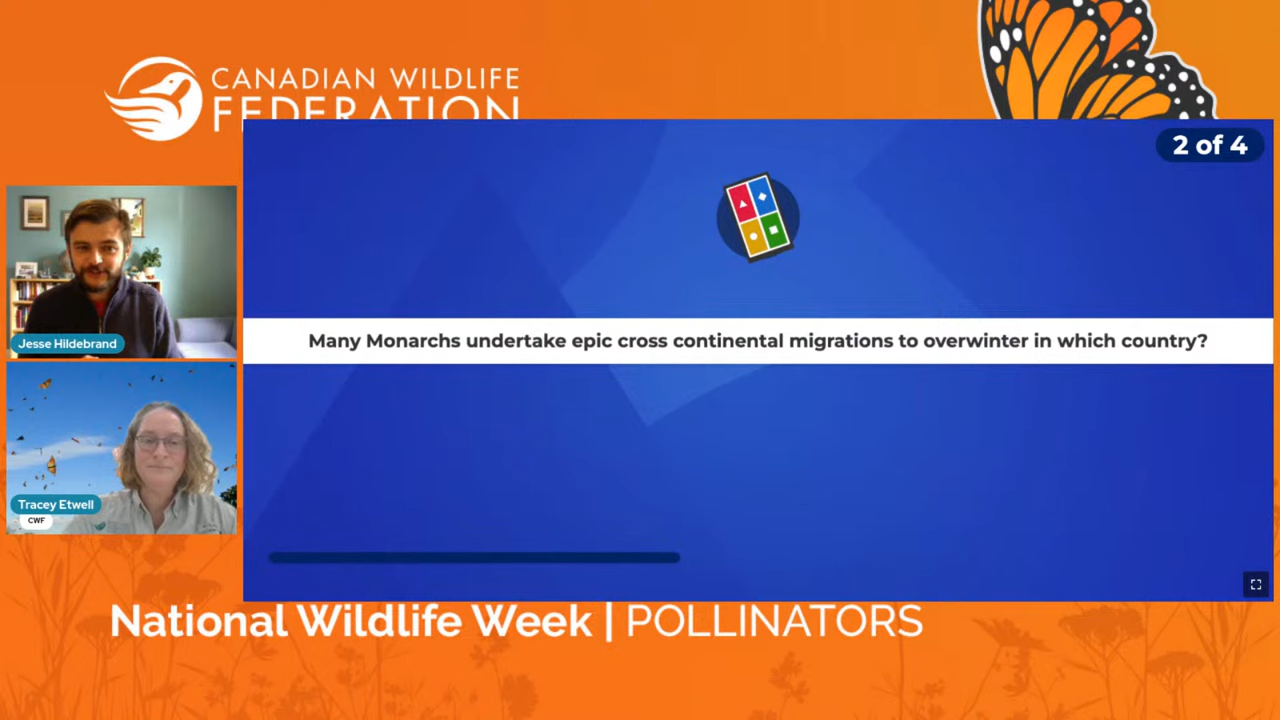 CANADIAN WILDLIFE
FEDERATION
2 of 4
Jesse Hildebrand
Many Monarchs undertake epic cross continental migrations to overwinter in which country?
Tracey Etwell
CWF
National Wildlife Week | POLLINATORS